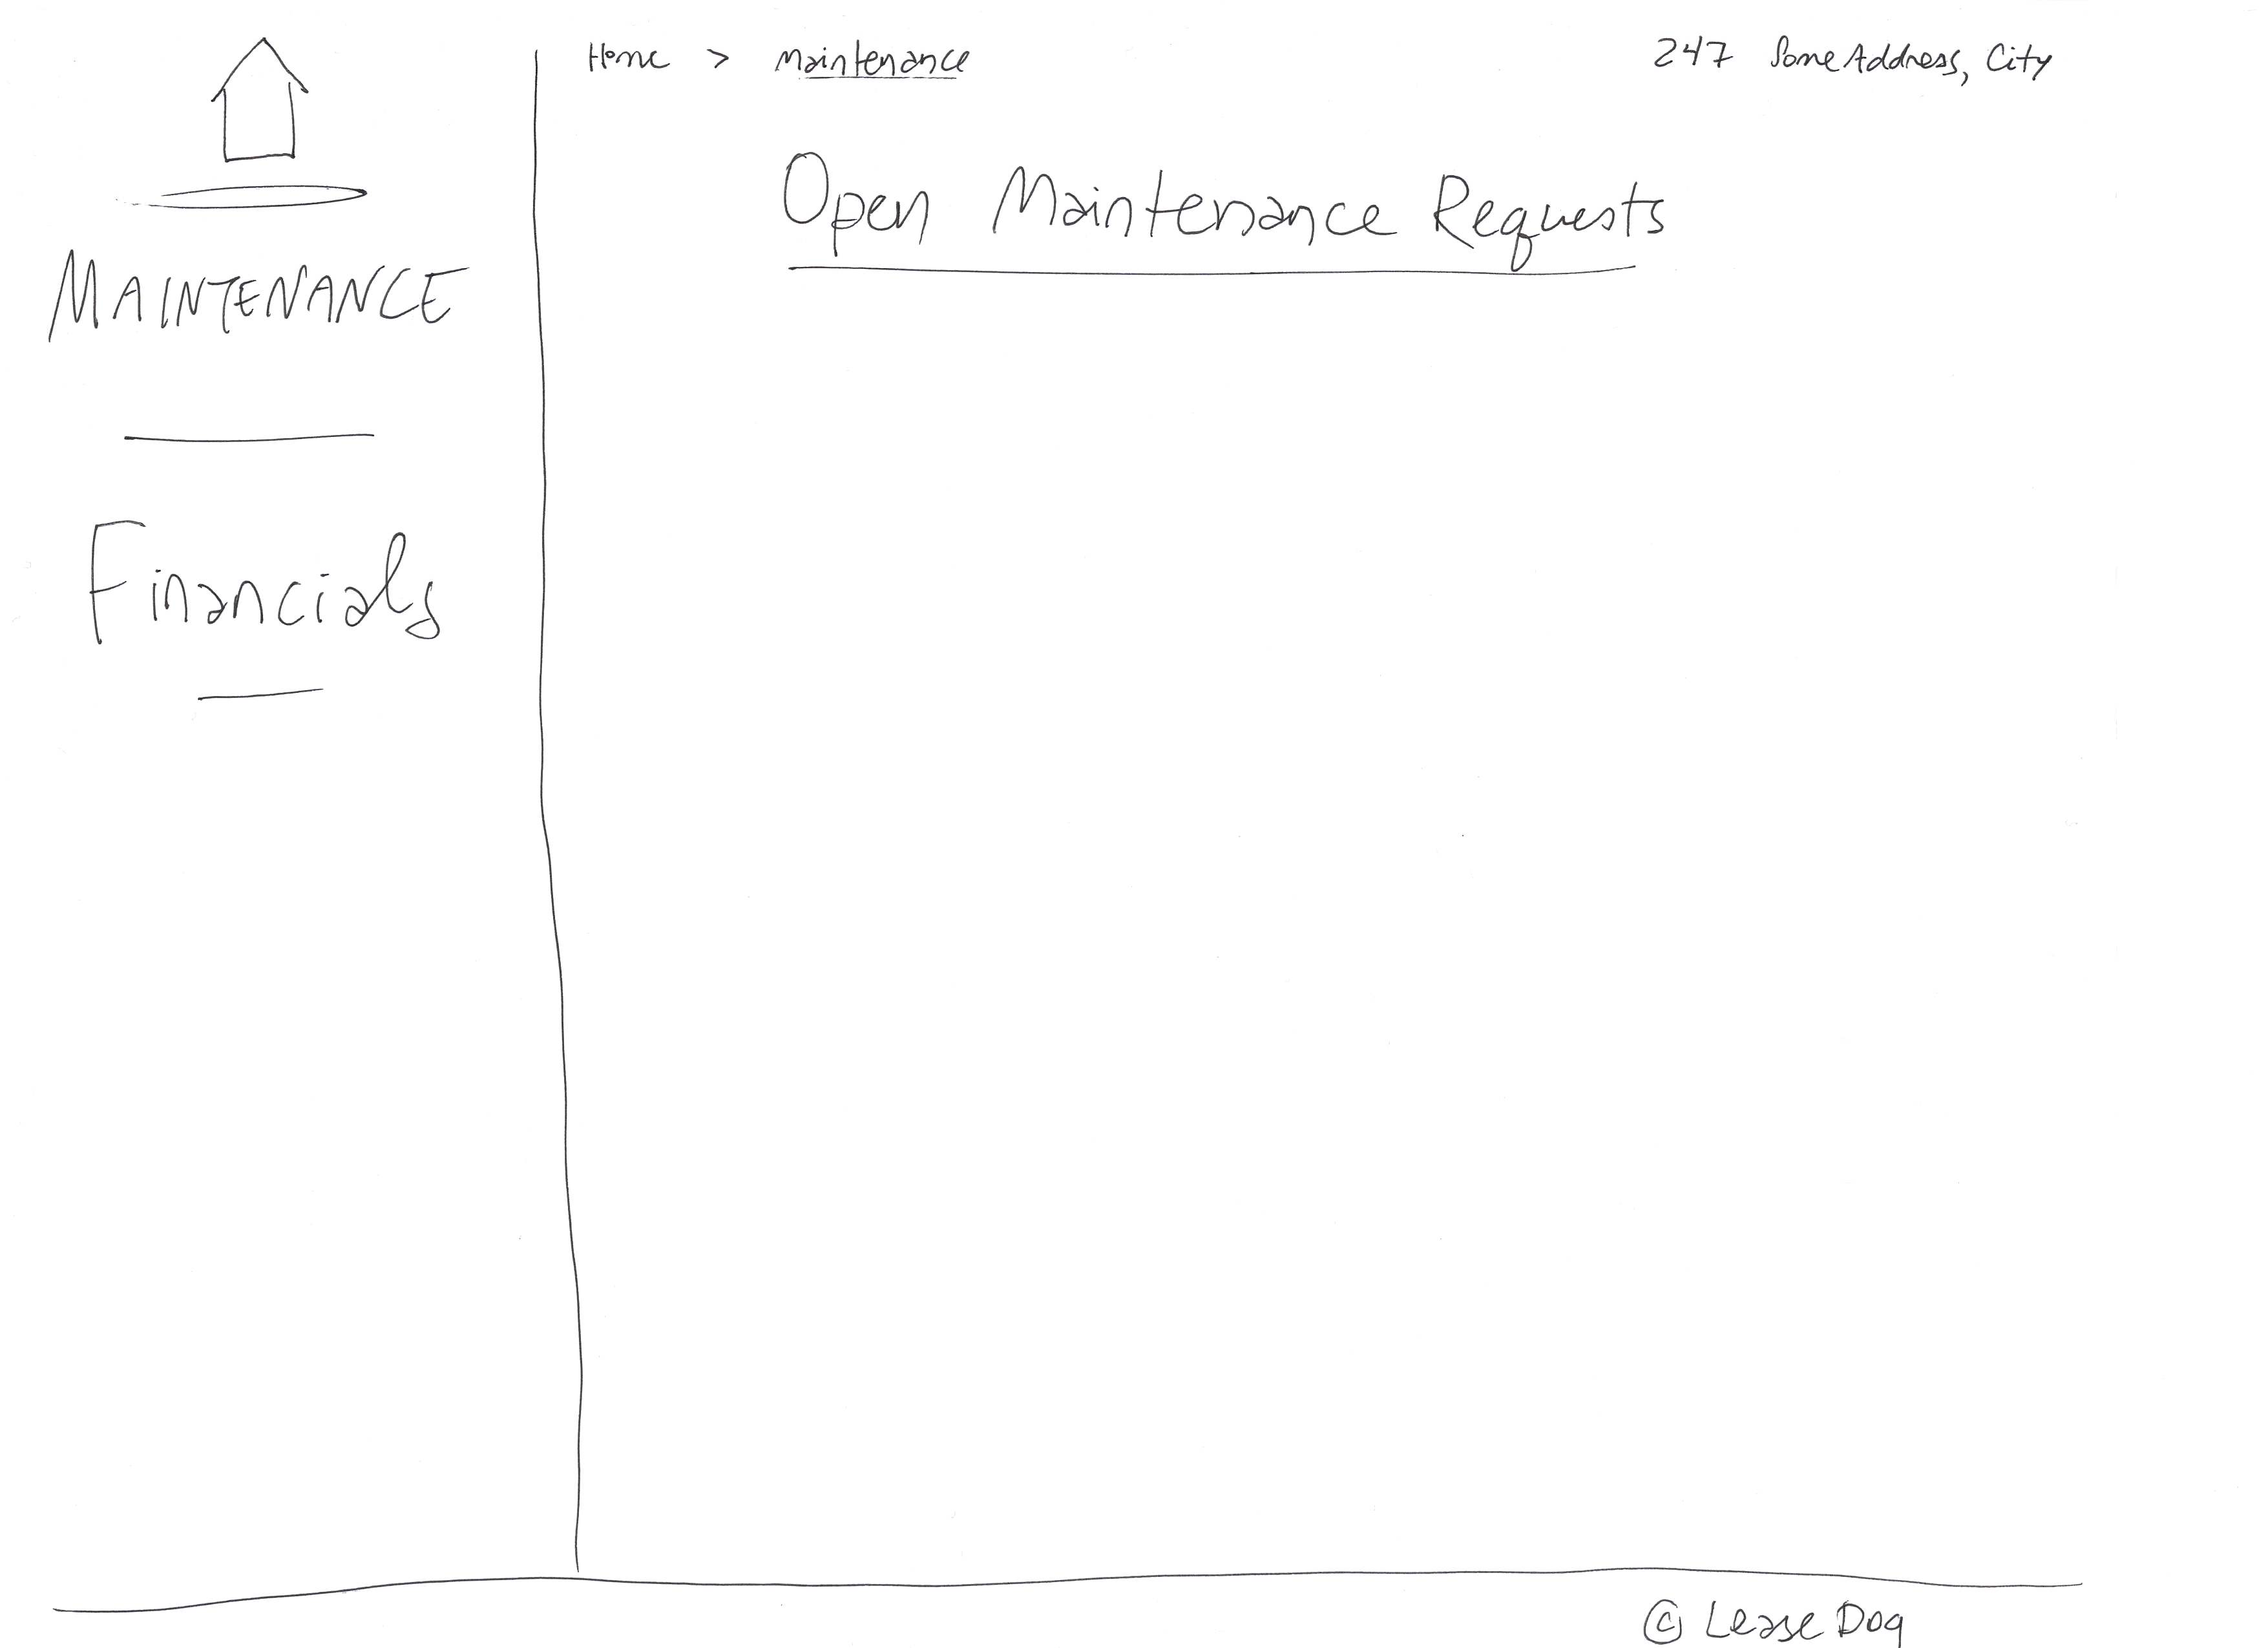 Home > Maintenance
247 Some Address, City
Open Maintenance Requests
MAINTENANCE
Financials
© Lease Dog